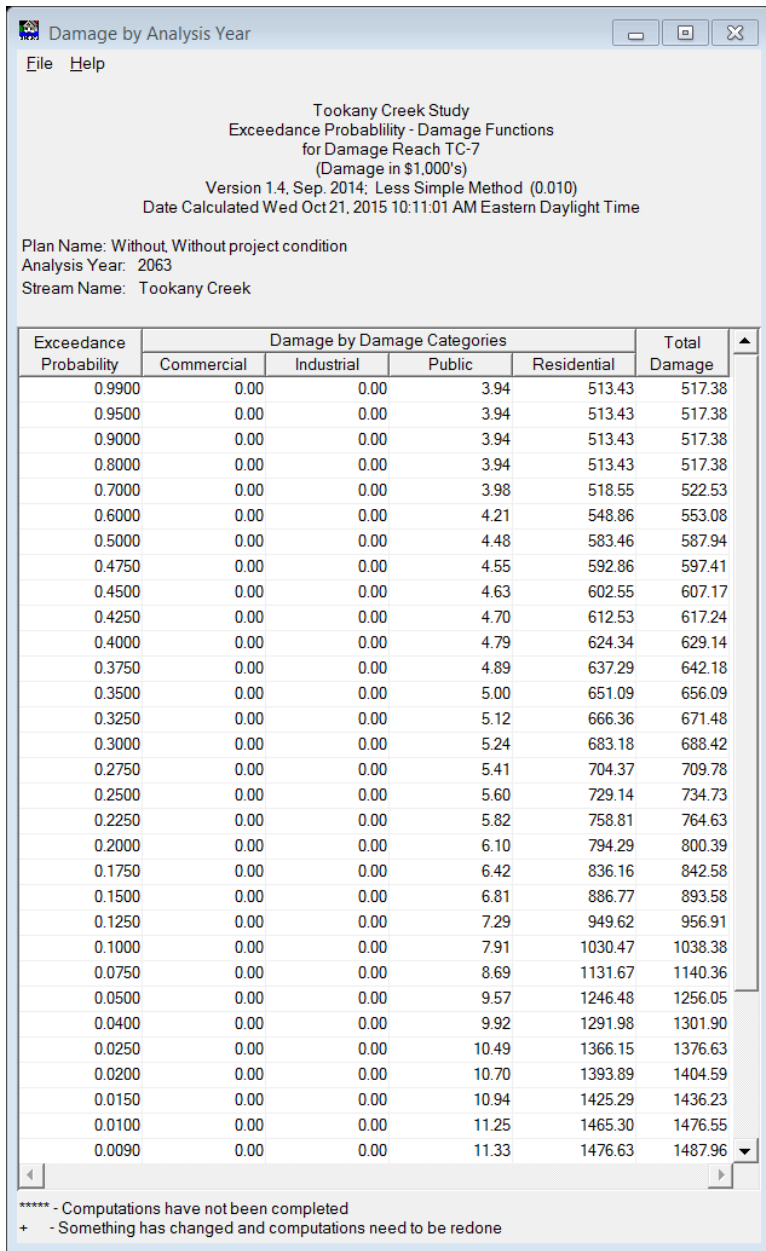 Damage by Analysis Year
File Help
Tookany Creek Study
Exceedance Probablility - Damage Functions
for Damage Reach TC-7
(Damage in $1,000's)
Version 1.4, Sep. 2014; Less Simple Method (0.010)
Date Calculated Wed Oct 21, 2015 10:11:01 AM Eastern Daylight Time
Plan Name: Without, Without project condition
Analysis Year: 2063
Stream Name: Tookany Creek
Exceedance Damage by Damage Categories Total
Probability Commercial Industrial Public Residential Damage
0.9900 0.00 0.00 3.94 513.43 517.38
0.9500 0.00 0.00 3.94 513.43 517.38
0.9000 0.00 0.00 3.94 513.43 517.38
0.8000 0.00 0.00 3.94 513.43 517.38
0.7000 0.00 0.00 3.98 518.55 522.53
0.6000 0.00 0.00 4.21 548.86 553.08
0.5000 0.00 0.00 4.48 583.46 587.94
0.4750 0.00 0.00 4.55 592.86 597.41
0.4500 0.00 0.00 4.63 602.55 607.17
0.4250 0.00 0.00 4.70 612.53 617.24
0.4000 0.00 0.00 4.79 624.34 629.14
0.3750 0.00 0.00 4.89 637.29 642.18
0.3500 0.00 0.00 5.00 651.09 656.09
0.3250 0.00 0.00 5.12 666.36 671.48
0.3000 0.00 0.00 5.24 683.18 688.42
0.2750 0.00 0.00 5.41 704.37 709.78
0.2500 0.00 0.00 5.60 729.14 734.73
0.2250 0.00 0.00 5.82 758.81 764.63
0.2000 0.00 0.00 6.10 794.29 800.39
0.1750 0.00 0.00 6.42 836.16 842.58
0.1500 0.00 0.00 6.81 886.77 893.58
0.1250 0.00 0.00 7.29 949.62 956.91
0.1000 0.00 0.00 7.91 1030.47 1038.38
0.0750 0.00 0.00 8.69 1131.67 1140.36
0.0500 0.00 0.00 9.57 1246.48 1256.05
0.0400 0.00 0.00 9.92 1291.98 1301.90
0.0250 0.00 0.00 10.49 1366.15 1376.63
0.0200 0.00 0.00 10.70 1393.89 1404.59
0.0150 0.00 0.00 10.94 1425.29 1436.23
0.0100 0.00 0.00 11.25 1465.30 1476.55
0.0090 0.00 0.00 11.33 1476.63 1487.96
***** - Computations have not been completed
+ - Something has changed and computations need to be redone